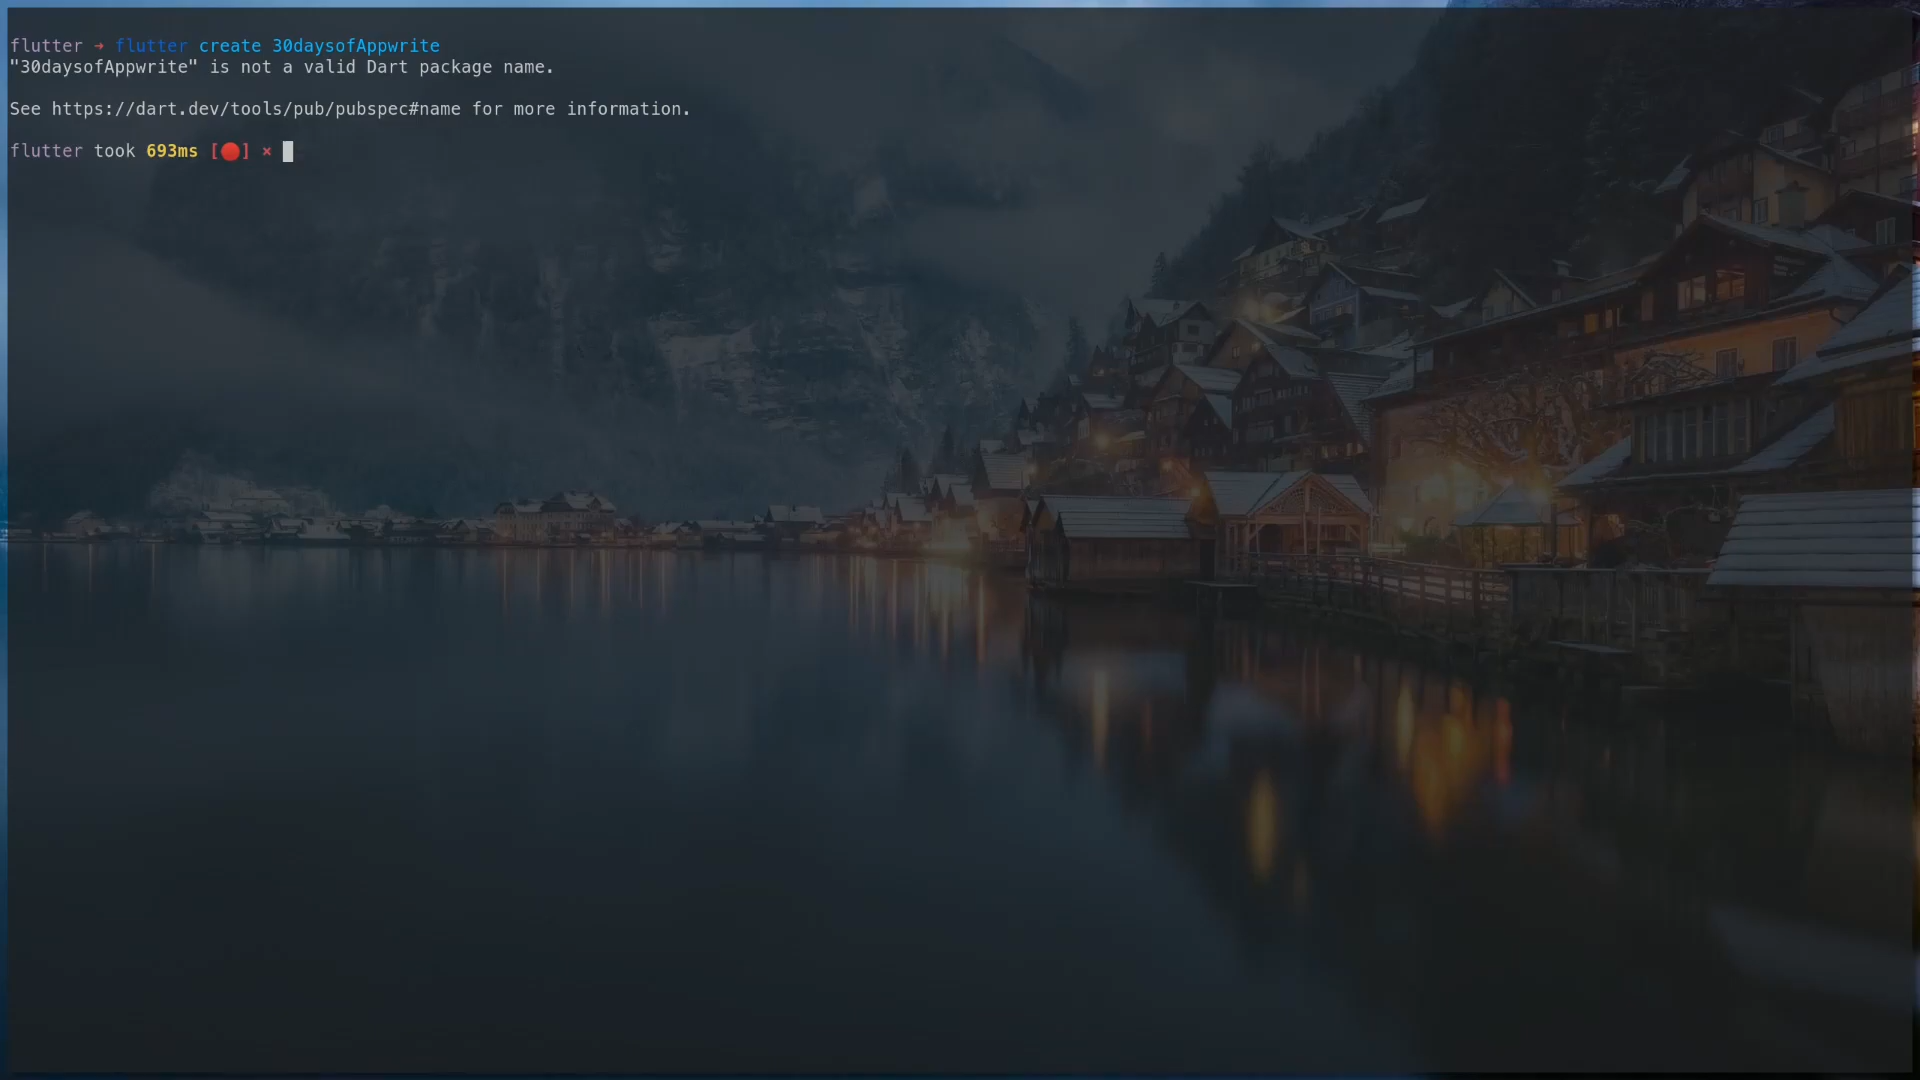 flutter → flutter create 30daysofAppwrite
"30daysofAppwrite" is not a valid Dart package name.
See https://dart.dev/tools/pub/pubspec#name for more information.
flutter took 693ms [🔴] ×